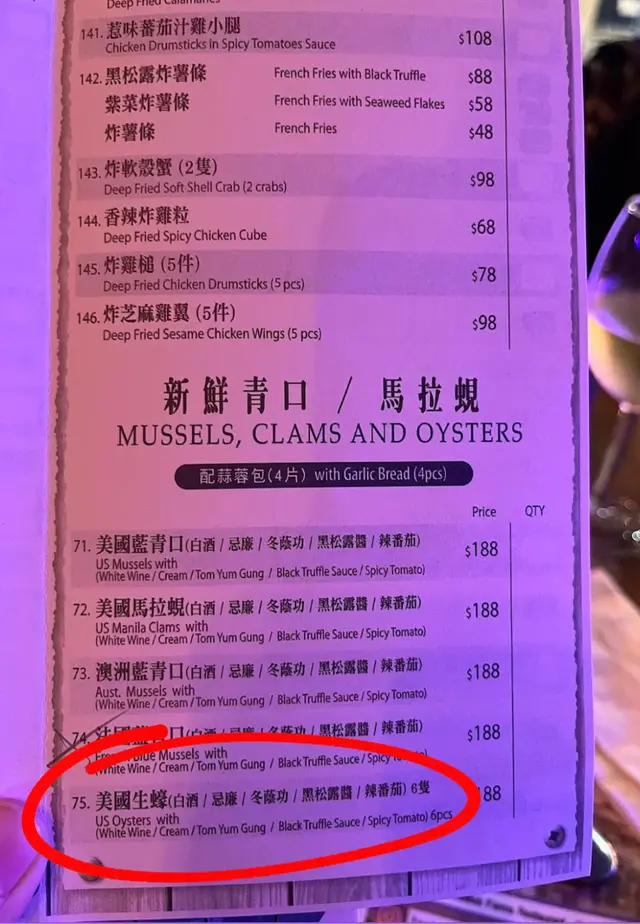 Deep Fried Calamares
141. 惹味蕃茄汁雞小腿
Chicken Drumsticks in Spicy Tomatoes Sauce $108
142. 黑松露炸薯條 French Fries with Black Truffle $88
紫菜炸薯條 French Fries with Seaweed Flakes $58
炸薯條 French Fries $48
143. 炸軟殼蟹 (2隻)
Deep Fried Soft Shell Crab (2 crabs) $98
144. 香辣炸雞粒
Deep Fried Spicy Chicken Cube $68
145. 炸雞槌 (5件)
Deep Fried Chicken Drumsticks (5 pcs) $78
146. 炸芝麻雞翼 (5件)
Deep Fried Sesame Chicken Wings (5 pcs) $98
新鮮青口 / 馬拉蜆
MUSSELS, CLAMS AND OYSTERS
配蒜蓉包(4片) with Garlic Bread (4pcs)
Price QTY
71. 美國藍青口(白酒 / 忌廉 / 冬蔭功 / 黑松露醬 / 辣番茄) $188
US Mussels with
(White Wine / Cream / Tom Yum Gung / Black Truffle Sauce / Spicy Tomato)
72. 美國馬拉蜆(白酒 / 忌廉 / 冬蔭功 / 黑松露醬 / 辣番茄) $188
US Manila Clams with
(White Wine / Cream / Tom Yum Gung / Black Truffle Sauce / Spicy Tomato)
73. 澳洲藍青口(白酒 / 忌廉 / 冬蔭功 / 黑松露醬 / 辣番茄) $188
Aust. Mussels with
(White Wine / Cream / Tom Yum Gung / Black Truffle Sauce / Spicy Tomato)
74. 口(白酒 / 忌廉 / 冬蔭功 / 黑松露醬 / 辣番茄) $188
Blue Mussels with
(White Wine / Cream / Tom Yum Gung / Black Truffle Sauce / Spicy
75. 美國生蠔(白酒 / 忌廉 / 冬蔭功 / 黑松露醬 / 辣番茄) 6隻 88
US Oysters with
(White Wine / Cream / Tom Yum Gung / Black Truffle Sauce / Spicy Tomato) 6pcs